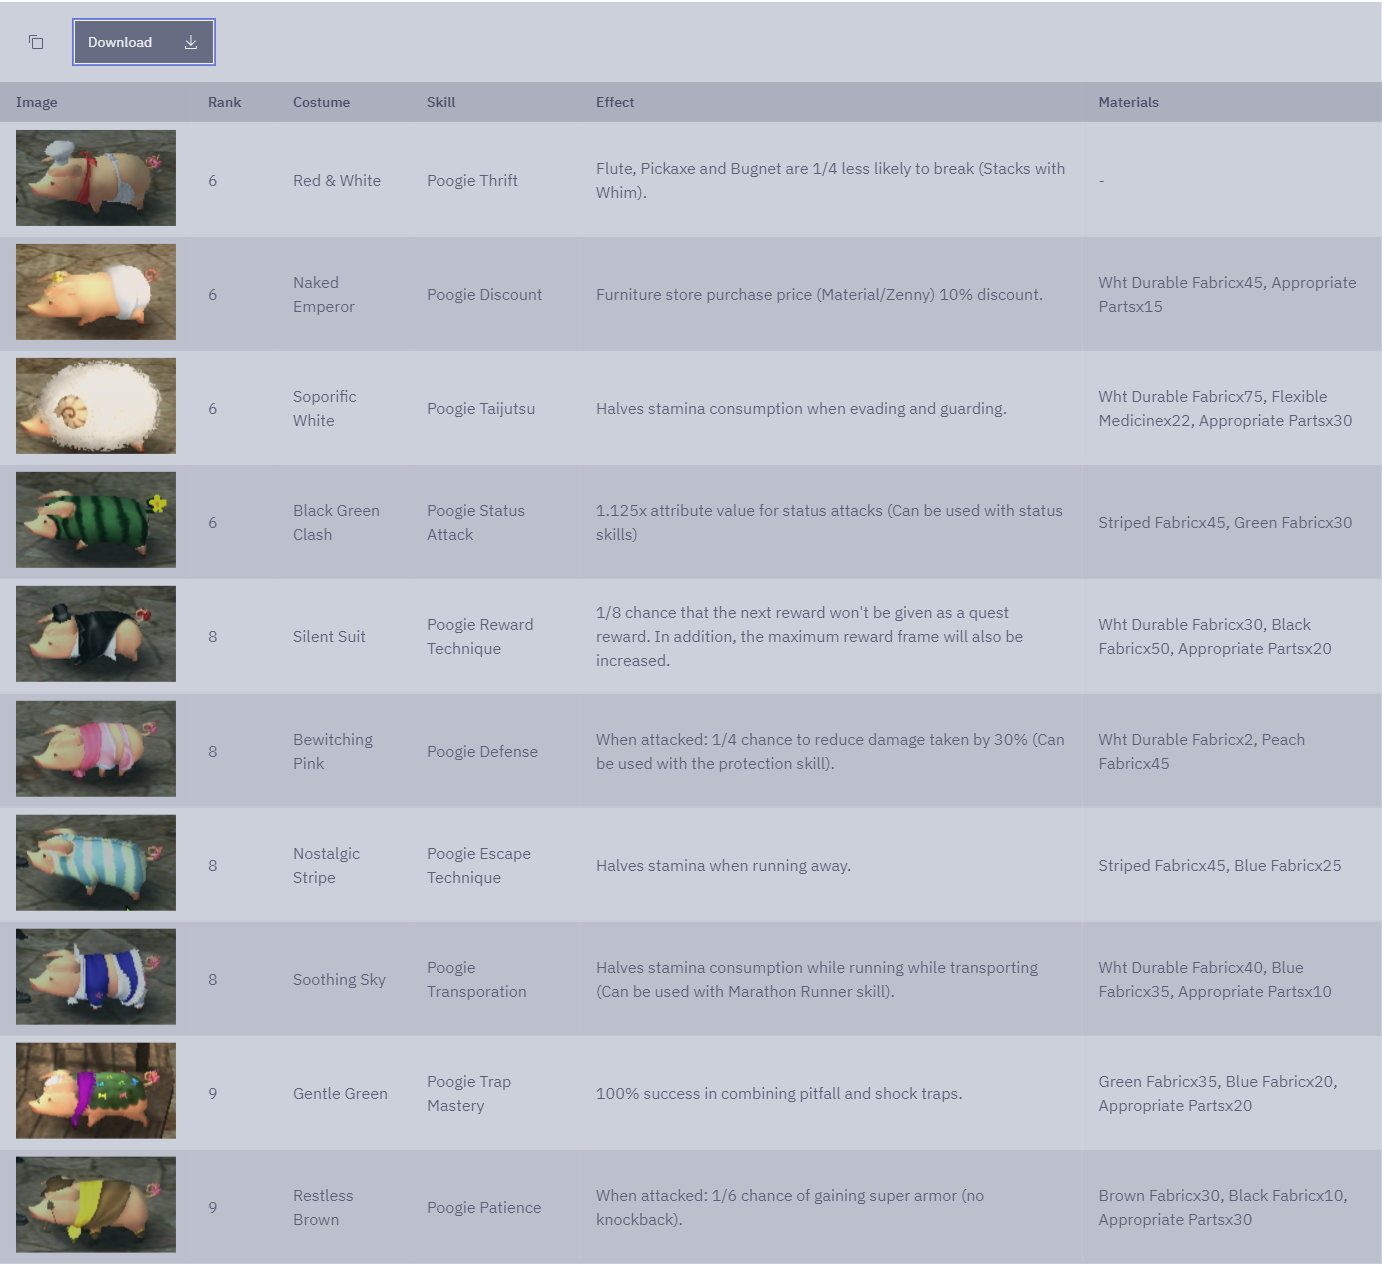 Download
Image Rank Costume Skill Effect Materials
Flute, Pickaxe and Bugnet are 1/4 less likely to break (Stacks with
6 Red & White Poogie Thrift -
Whim).
Naked Wht Durable Fabricx45, Appropriate
6 Poogie Discount Furniture store purchase price (Material/Zenny) 10% discount.
Emperor Partsx15
Soporific Wht Durable Fabricx75, Flexible
6 Poogie Taijutsu Halves stamina consumption when evading and guarding.
White Medicinex22, Appropriate Partsx30
Black Green Poogie Status 1.125x attribute value for status attacks (Can be used with status
6 Striped Fabricx45, Green Fabricx30
Clash Attack skills)
1/8 chance that the next reward won't be given as a quest
Poogie Reward Wht Durable Fabricx30, Black
8 Silent Suit reward. In addition, the maximum reward frame will also be
Technique Fabricx50, Appropriate Partsx20
increased.
Bewitching When attacked: 1/4 chance to reduce damage taken by 30% (Can Wht Durable Fabricx2, Peach
8 Poogie Defense
Pink be used with the protection skill). Fabricx45
Nostalgic Poogie Escape
8 Halves stamina when running away. Striped Fabricx45, Blue Fabricx25
Stripe Technique
Poogie Halves stamina consumption while running while transporting Wht Durable Fabricx40, Blue
8 Soothing Sky
Transporation (Can be used with Marathon Runner skill). Fabricx35, Appropriate Partsx10
Poogie Trap Green Fabricx35, Blue Fabricx20,
9 Gentle Green 100% success in combining pitfall and shock traps.
Mastery Appropriate Partsx20
Restless When attacked: 1/6 chance of gaining super armor (no Brown Fabricx30, Black Fabricx10,
9 Poogie Patience
Brown knockback). Appropriate Partsx30